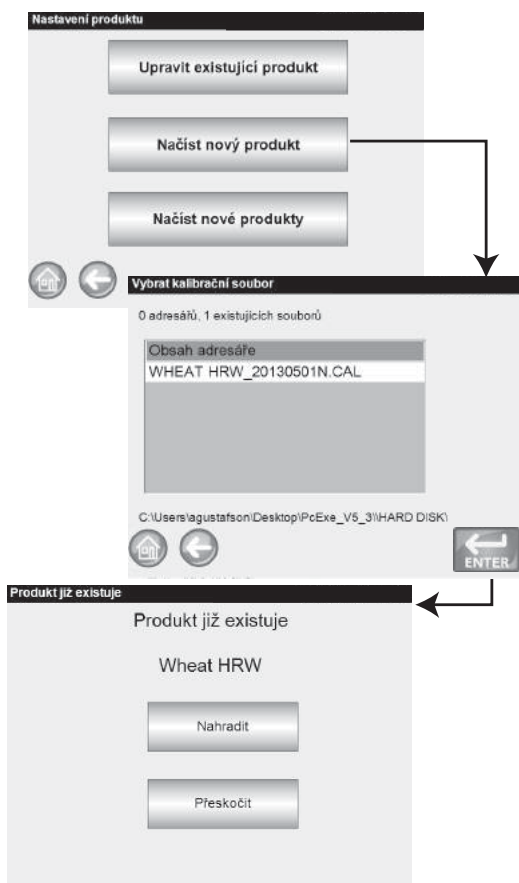 Nastavení produktu
Upravit existující produkt
Načíst nový produkt
Načíst nové produkty
Vybrat kalibrační soubor
0 adresářů, 1 existujících souborů
Obsah adresáře
WHEAT HRW_20130501N.CAL
C:\Users\agustafson\Desktop\PcExe_V5_3\\HARD DISK\
ENTER
Produkt již existuje
Produkt již existuje
Wheat HRW
Nahradit
Přeskočit